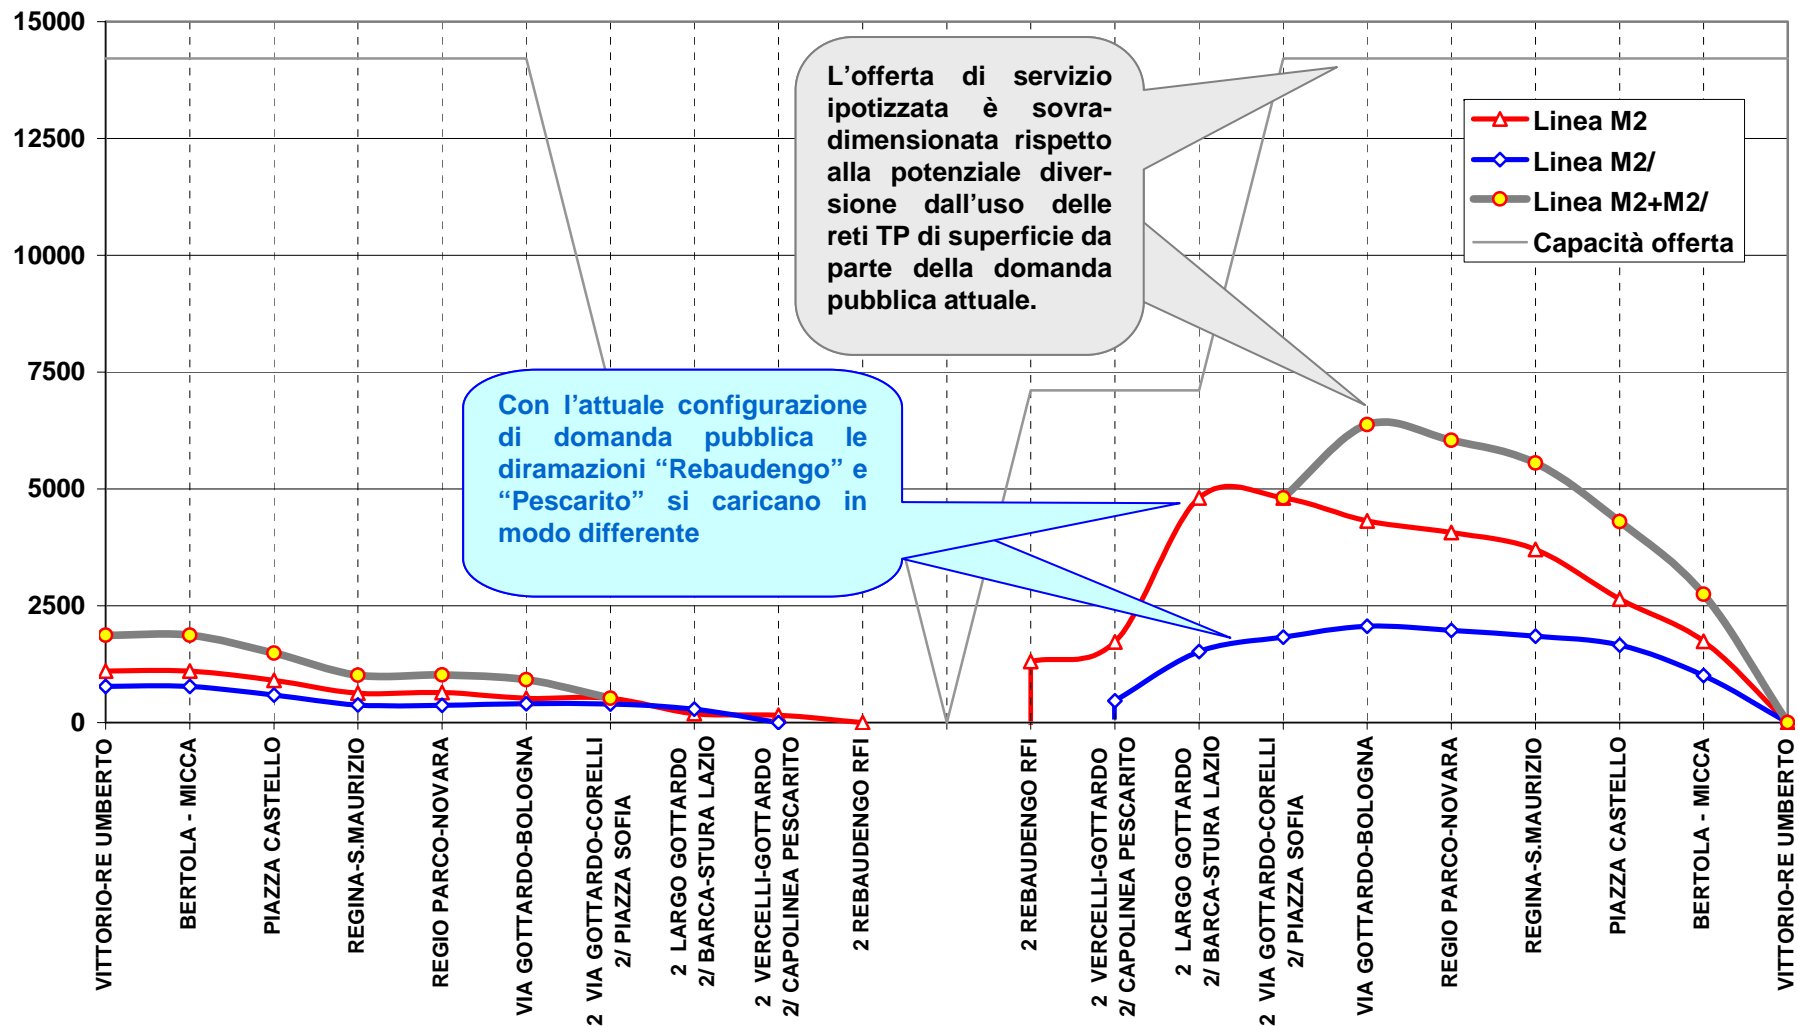 15000
12500
10000
7500
5000
2500
0
L'offerta di servizio
ipotizzata è sovra-
dimensionata rispetto
alla potenziale diver-
sione dall'uso delle
reti TP di superficie da
parte della domanda
pubblica attuale.
Linea M2
Linea M2/
Linea M2+M2/
Capacità offerta
Con l'attuale configurazione
di domanda pubblica le
diramazioni “Rebaudengo” e
“Pescarito” si caricano in
modo differente
VITTORIO-RE UMBERTO
BERTOLA - MICCA
PIAZZA CASTELLO
REGINA-S.MAURIZIO
REGIO PARCO-NOVARA
VIA GOTTARDO-BOLOGNA
2 VIA GOTTARDO-CORELLI
2/ PIAZZA SOFIA
2 LARGO GOTTARDO
2/ BARCA-STURA LAZIO
2 VERCELLI-GOTTARDO
2/ CAPOLINEA PESCARITO
2 REBAUDENGO RFI
2 REBAUDENGO RFI
2 VERCELLI-GOTTARDO
2/ CAPOLINEA PESCARITO
2 LARGO GOTTARDO
2/ BARCA-STURA LAZIO
2 VIA GOTTARDO-CORELLI
2/ PIAZZA SOFIA
VIA GOTTARDO-BOLOGNA
REGIO PARCO-NOVARA
REGINA-S.MAURIZIO
PIAZZA CASTELLO
BERTOLA - MICCA
VITTORIO-RE UMBERTO